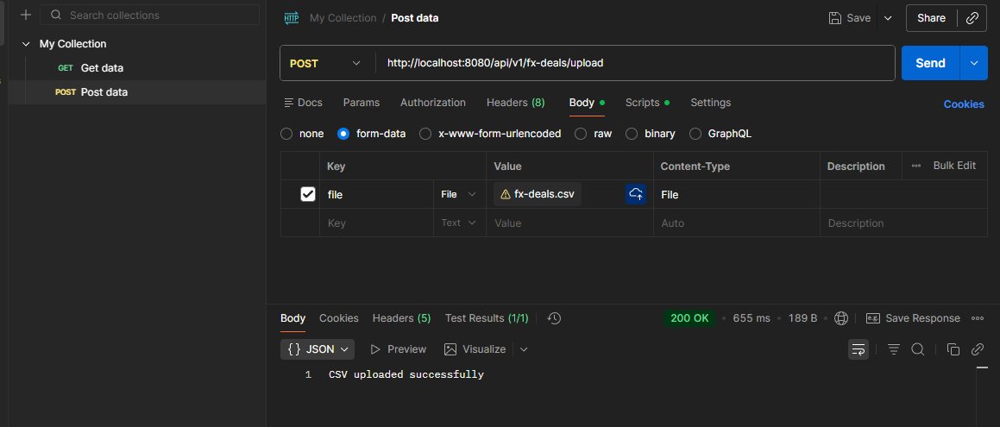 Search collections
My Collection
GET Get data
POST Post data
HTTP My Collection / Post data
Save
Share
POST http://localhost:8080/api/v1/fx-deals/upload
Send
Docs Params Authorization Headers (8) Body Scripts Settings
Cookies
none form-data x-www-form-urlencoded raw binary GraphQL
Key Value Content-Type Description Bulk Edit
file File fx-deals.csv File
Key Text Value Auto Description
Body Cookies Headers (5) Test Results (1/1) 200 OK 655 ms 189 B e.g. Save Response
{} JSON Preview Visualize
1 CSV uploaded successfully